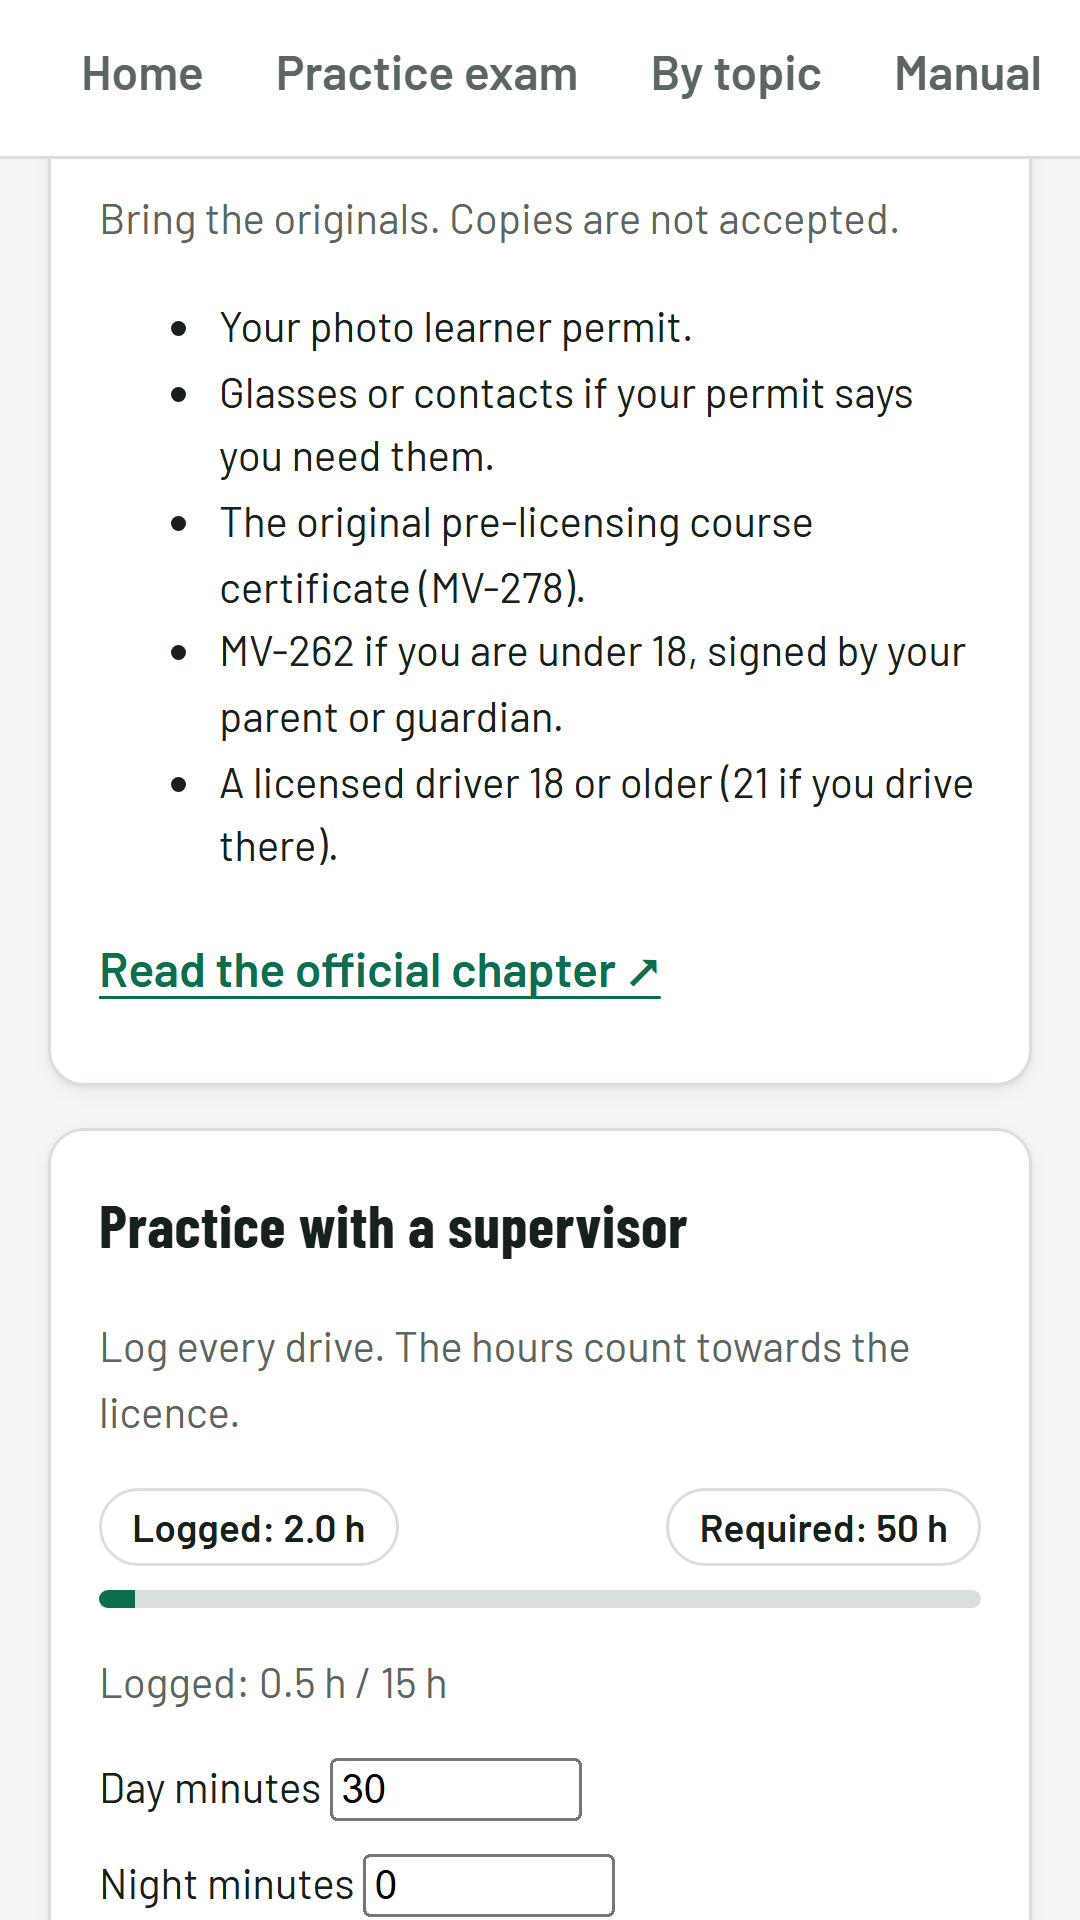 Home Practice exam By topic Manual
Bring the originals. Copies are not accepted.
• Your photo learner permit.
• Glasses or contacts if your permit says
you need them.
• The original pre-licensing course
certificate (MV-278).
• MV-262 if you are under 18, signed by your
parent or guardian.
• A licensed driver 18 or older (21 if you drive
there).
Read the official chapter ↗
Practice with a supervisor
Log every drive. The hours count towards the
licence.
Logged: 2.0 h Required: 50 h
Logged: 0.5 h / 15 h
Day minutes 30
Night minutes 0